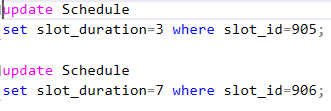 update Schedule
set slot_duration=3 where slot_id=905;
update Schedule
set slot_duration=7 where slot_id=906;